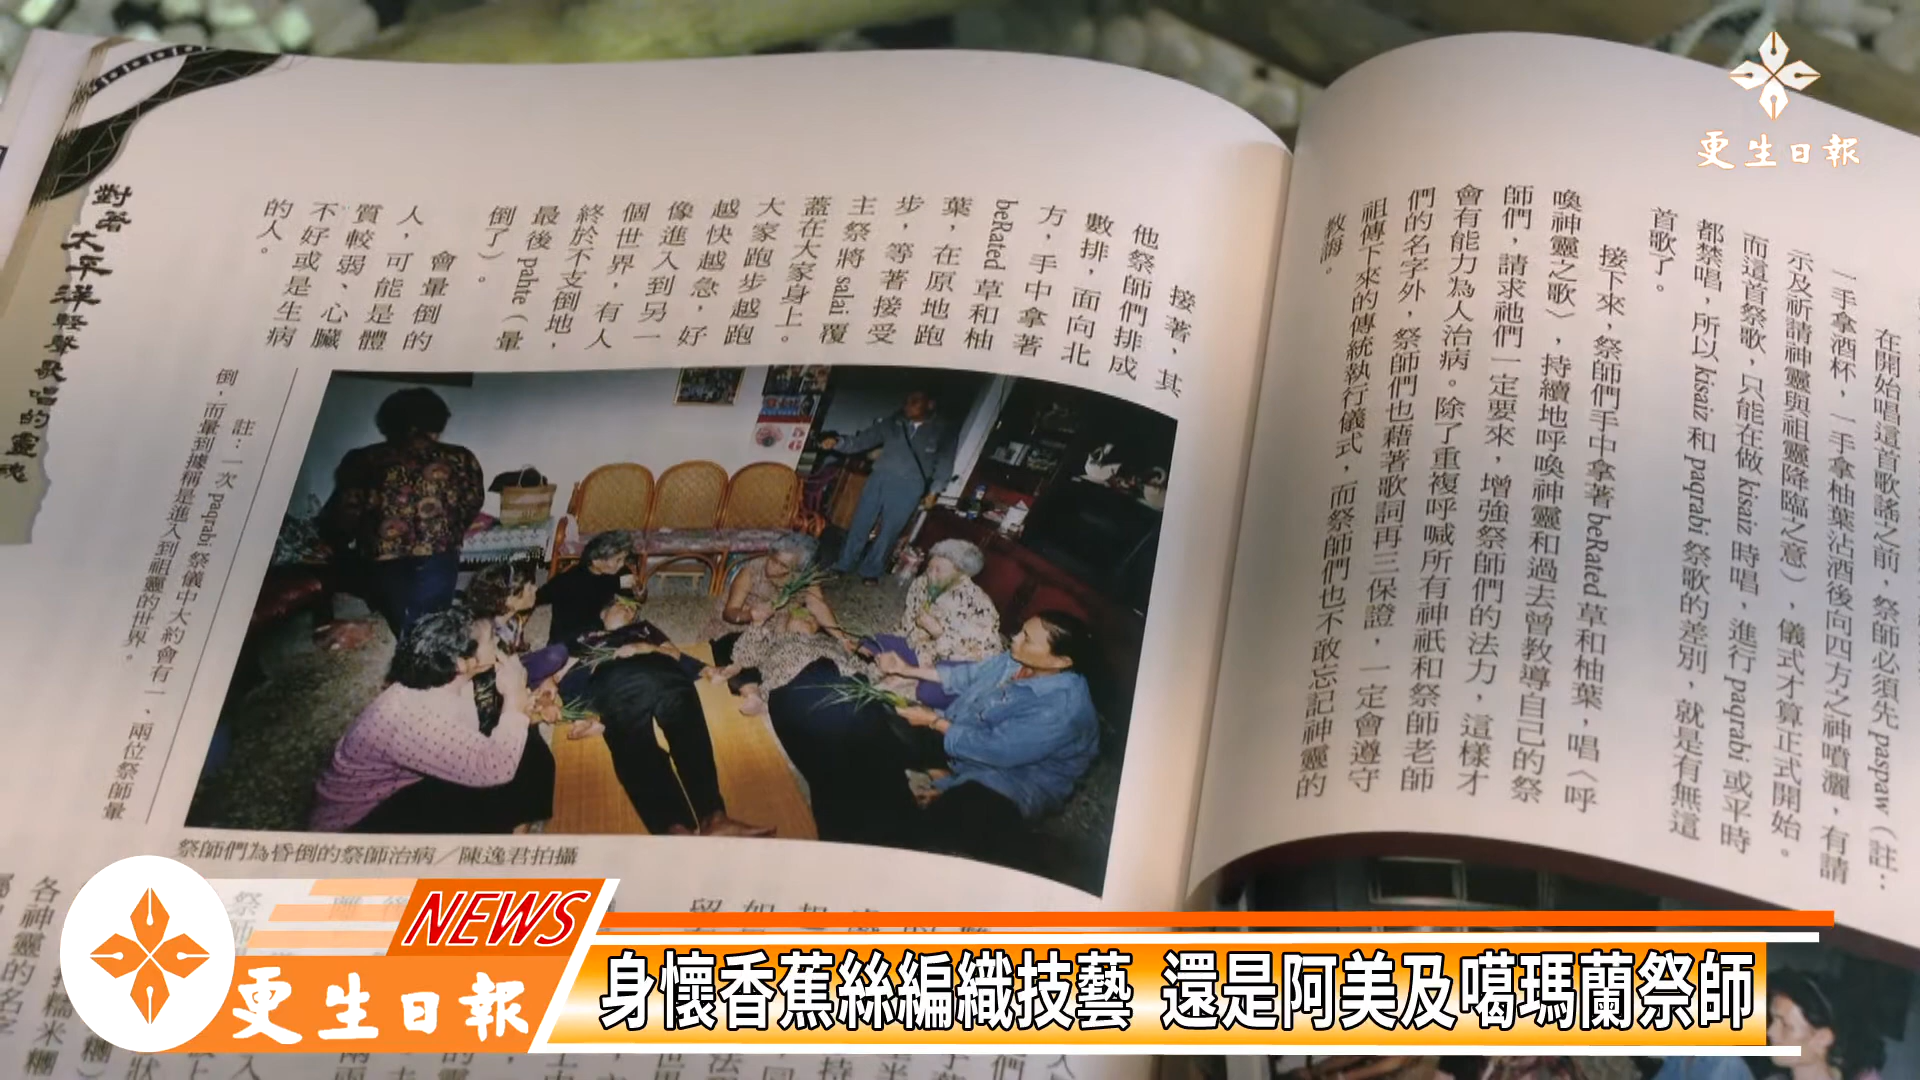 更生日報
在開始唱這首歌謠之前，祭師必須先 paspaw（註：
一手拿酒杯，一手拿柚葉沾酒後向四方之神噴灑，有請
示及祈請神靈與祖靈降臨之意），儀式才算正式開始。
而這首祭歌，只能在做 kisaiz 時唱，進行 paqrabi 或平時
都禁唱，所以 kisaiz 和 paqrabi 祭歌的差別，就是有無這
首歌了。
接下來，祭師們手中拿著 beRated 草和柚葉，唱〈呼
喚神靈之歌〉，持續地呼喚神靈和過去曾教導自己的祭
師們，請求祂們一定要來，增強祭師們的法力，這樣才
會有能力為人治病。除了重複呼喊所有神祇和祭師老師
們的名字外，祭師們也藉著歌詞再三保證，一定會遵守
祖傳下來的傳統執行儀式，而祭師們也不敢忘記神靈的
教誨。
接著，其
他祭師們排成
數排，面向北
方，手中拿著
beRated 草和柚
葉，在原地跑
步，等著接受
主祭將 salai 覆
蓋在大家身上。
大家跑步越跑
越快越急，好
像進入到另一
個世界，有人
終於不支倒地，
最後 pahte（暈
倒了）。
會暈倒的
人，可能是體
質較弱、心臟
不好或是生病
的人。
註：一次 paqrabi 祭儀中大約會有一、兩位祭師暈
倒，而暈到據稱是進入到祖靈的世界。
祭師們為昏倒的祭師治病／陳逸君拍攝
對著太平洋輕聲歌唱的靈魂
NEWS
更生日報
身懷香蕉絲編織技藝 還是阿美及噶瑪蘭祭師